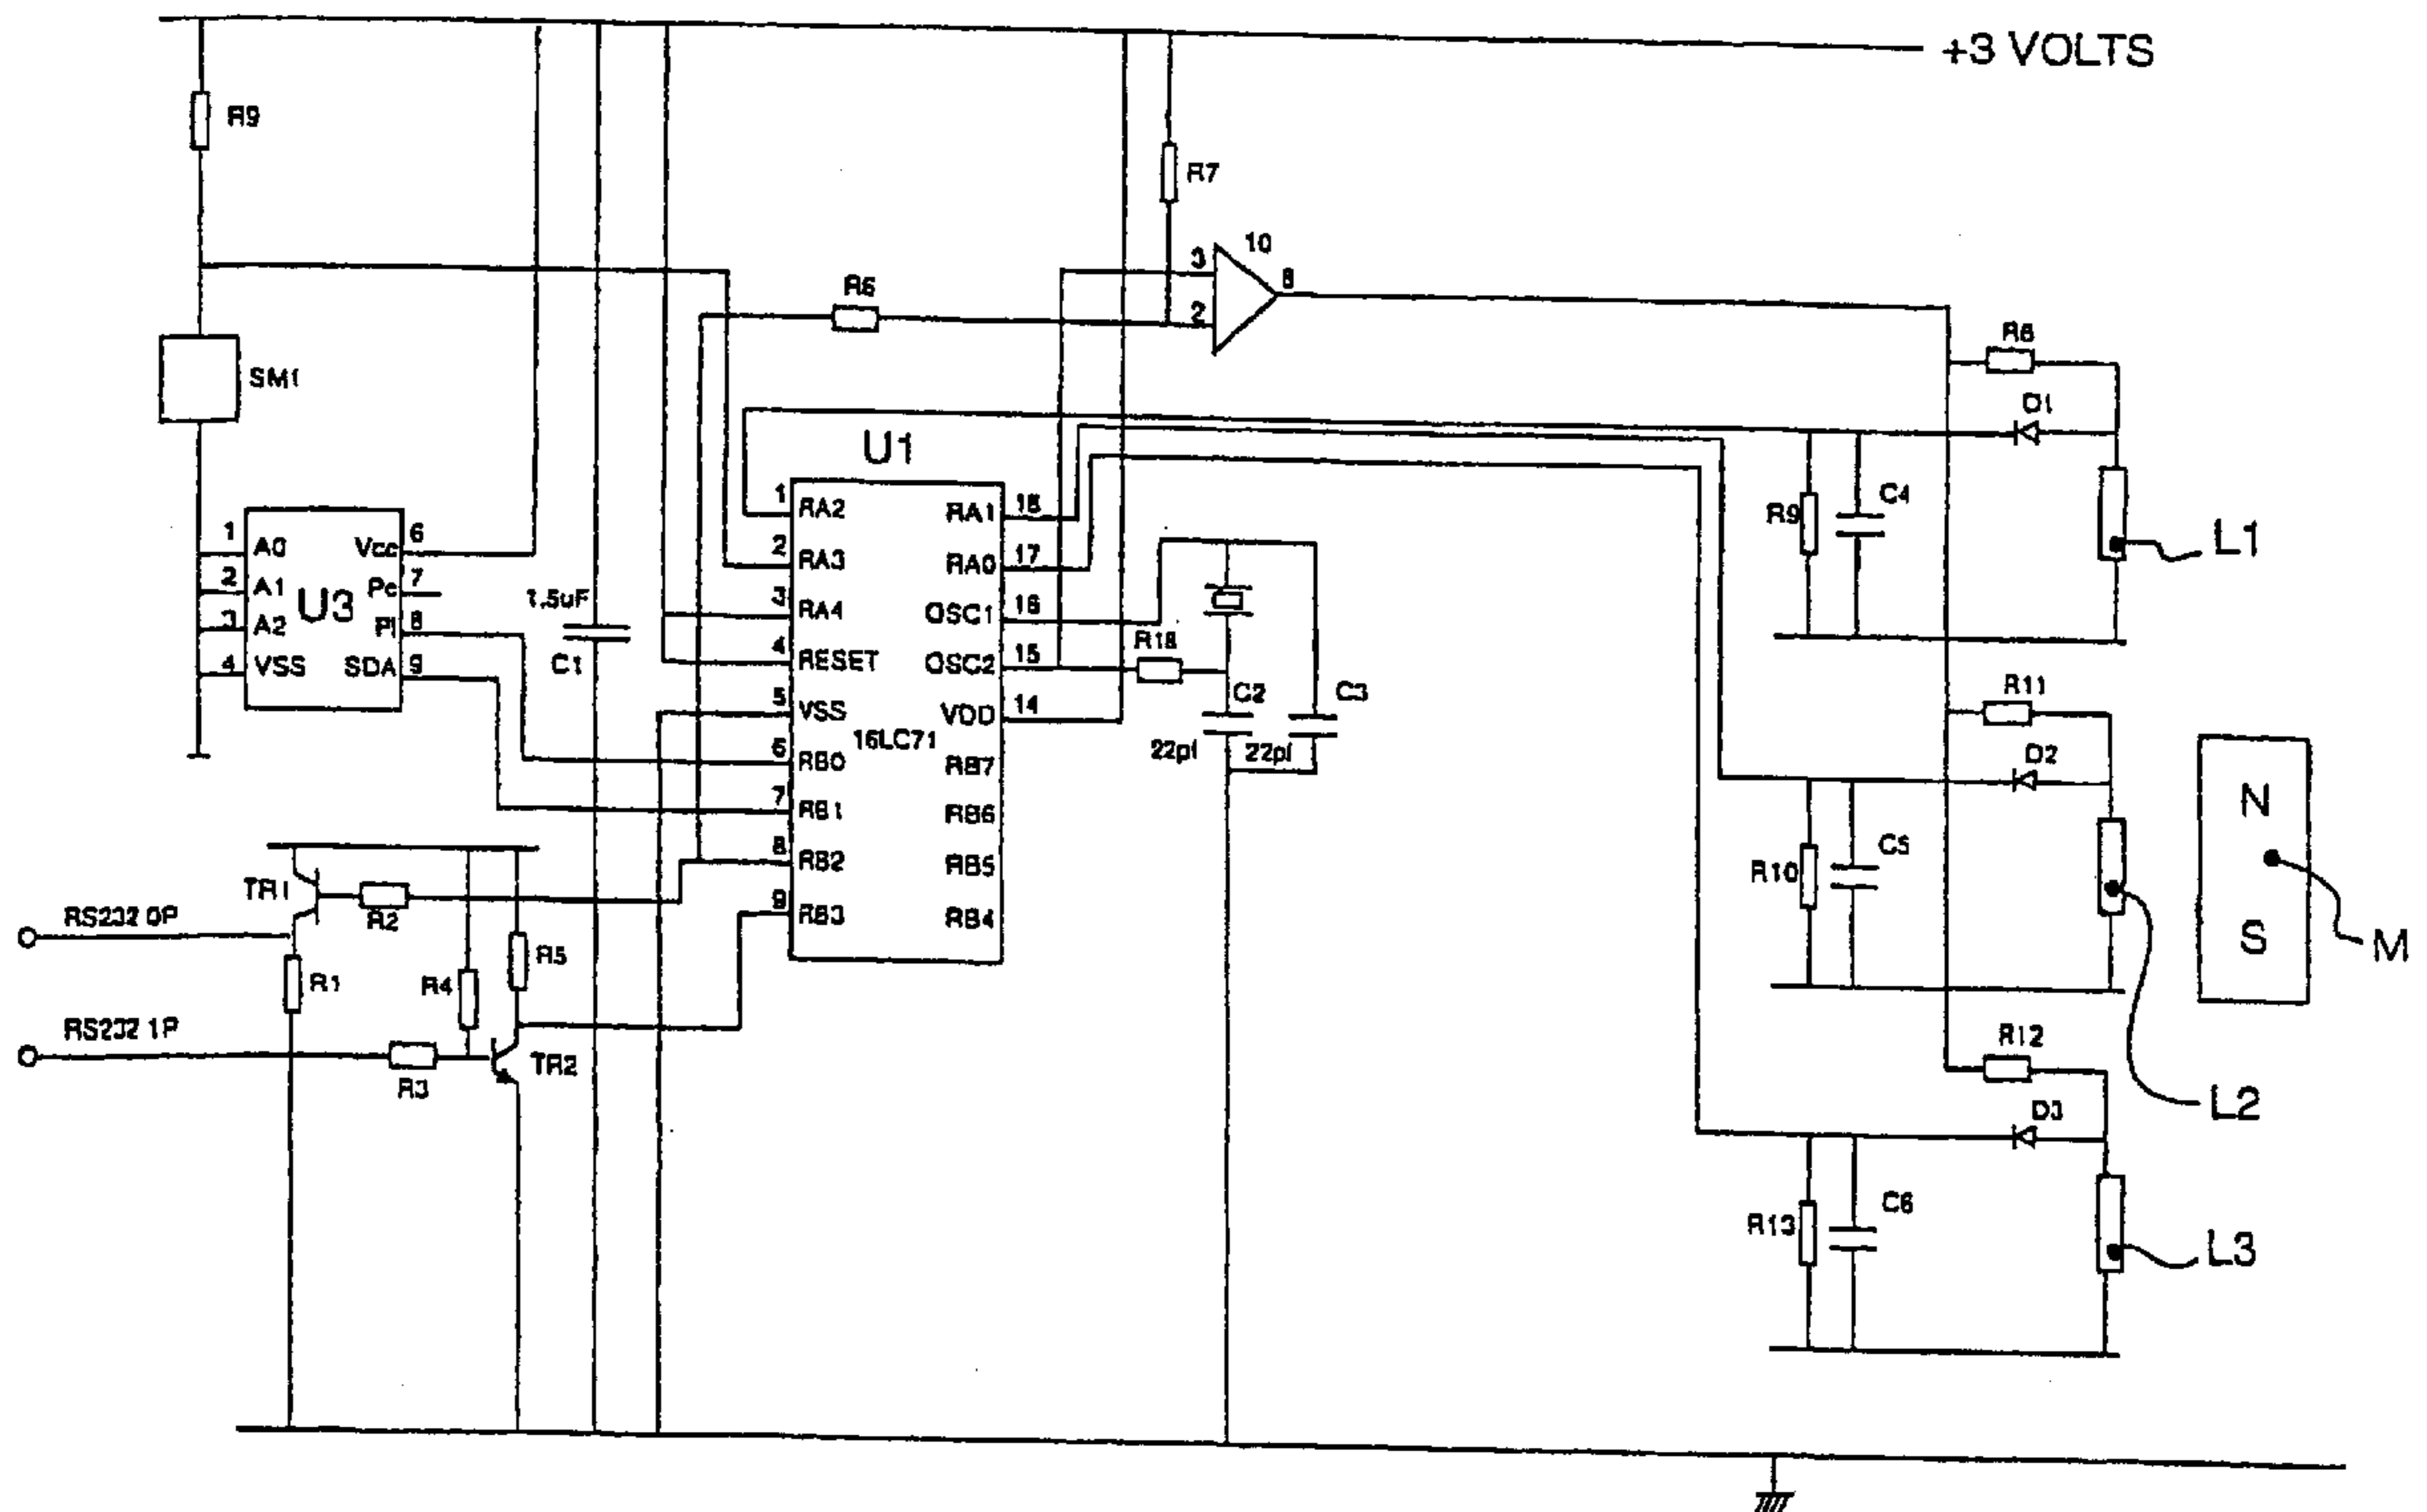 +3 VOLTS
R9
R7
10
3
8
2
R6
R8
SM1
D1
U1
R9
C4
L1
1 RA2
RA1 18
2 RA3
RA0 17
3 RA4
OSC1 16
4 RESET
OSC2 15
5 VSS
VDD 14
16LC71
6 RB0
RB7
7 RB1
RB6
8 RB2
RB5
9 RB3
RB4
1 A0
Vcc 6
2 A1
Pc 7
U3
3 A2
PI 8
4 VSS
SDA 9
1.5uF
C1
R18
C2
C3
22pf
22pf
R11
D2
R10
C5
N
S
M
L2
TR1
R2
RS232 0P
R1
R4
R5
RS232 1P
R3
TR2
R12
D3
R13
C6
L3